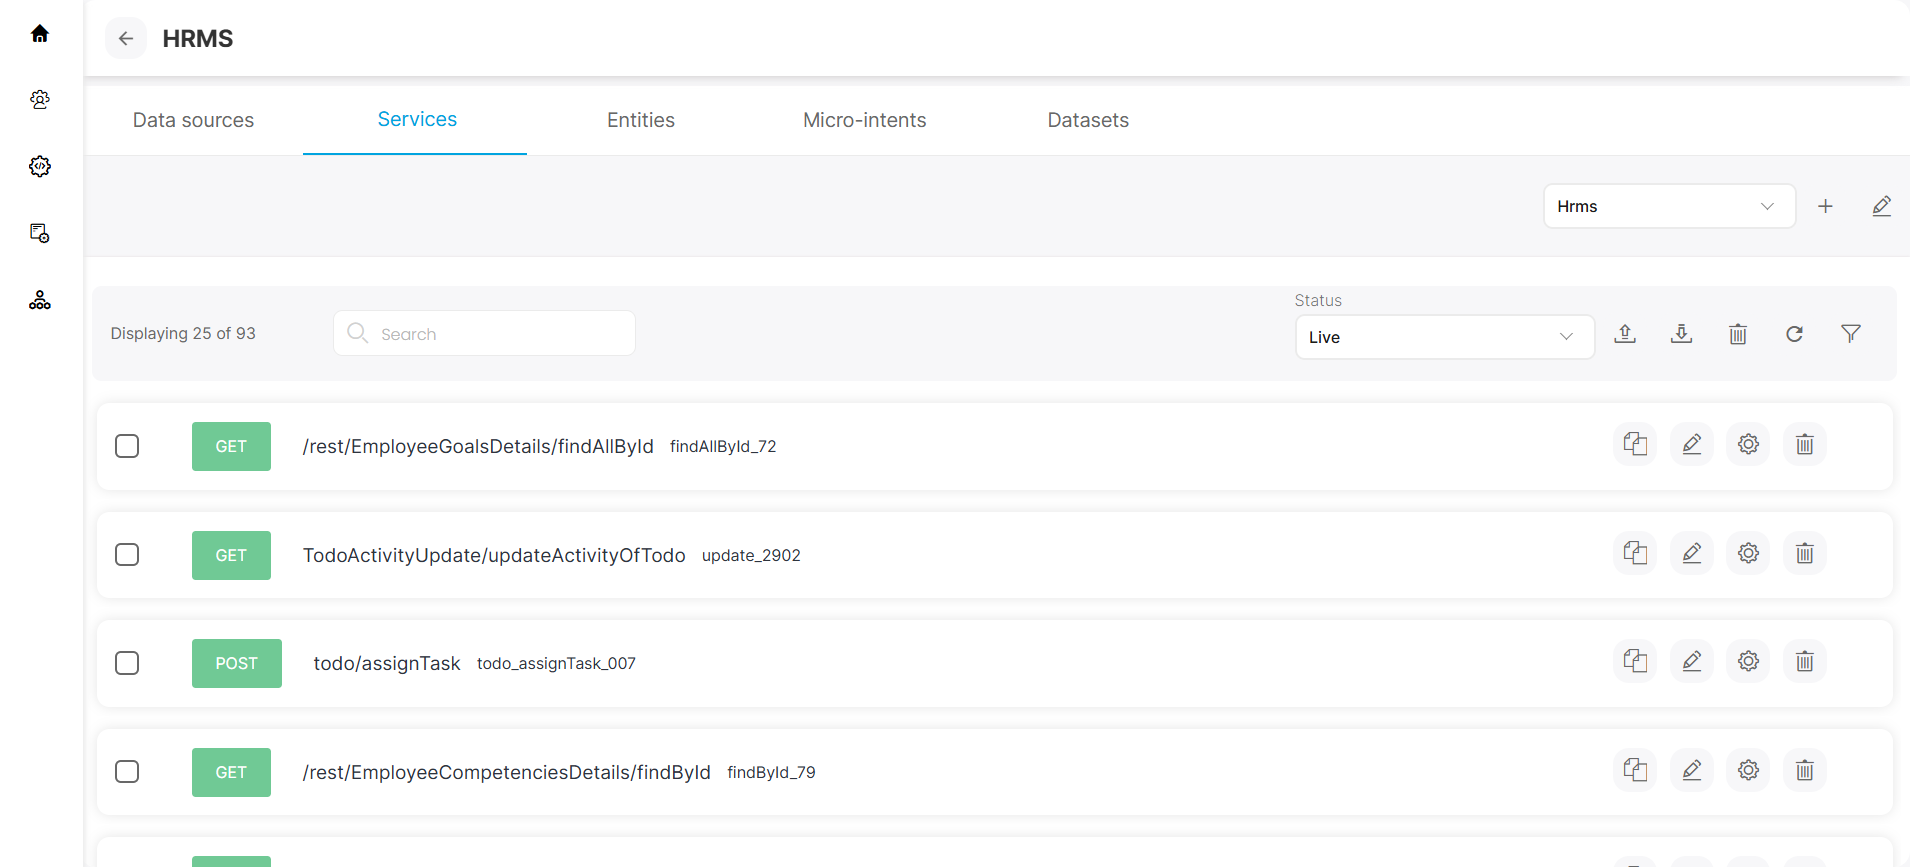 HRMS
Data sources Services Entities Micro-intents Datasets
Hrms
Status
Displaying 25 of 93 Search Live
GET /rest/EmployeeGoalsDetails/findAllById findAllById_72
GET TodoActivityUpdate/updateActivityOfTodo update_2902
POST todo/assignTask todo_assignTask_007
GET /rest/EmployeeCompetenciesDetails/findById findById_79